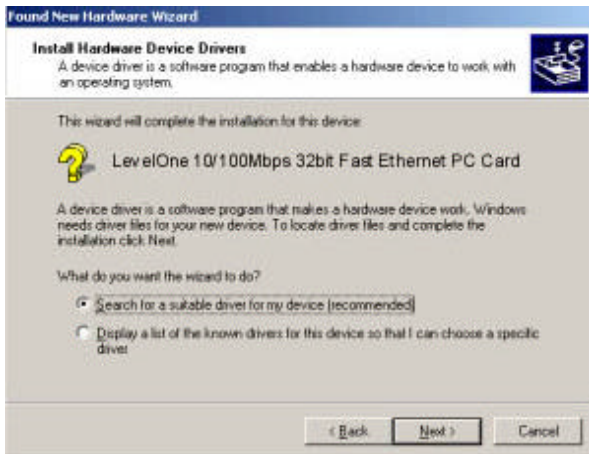 Found New Hardware Wizard
Install Hardware Device Drivers
A device driver is a software program that enables a hardware device to work with
an operating system.
This wizard will complete the installation for this device:
LevelOne 10/100Mbps 32bit Fast Ethernet PC Card
A device driver is a software program that makes a hardware device work. Windows
needs driver files for your new device. To locate driver files and complete the
installation click Next.
What do you want the wizard to do?
Search for a suitable driver for my device (recommended)
Display a list of the known drivers for this device so that I can choose a specific
driver
< Back
Next >
Cancel